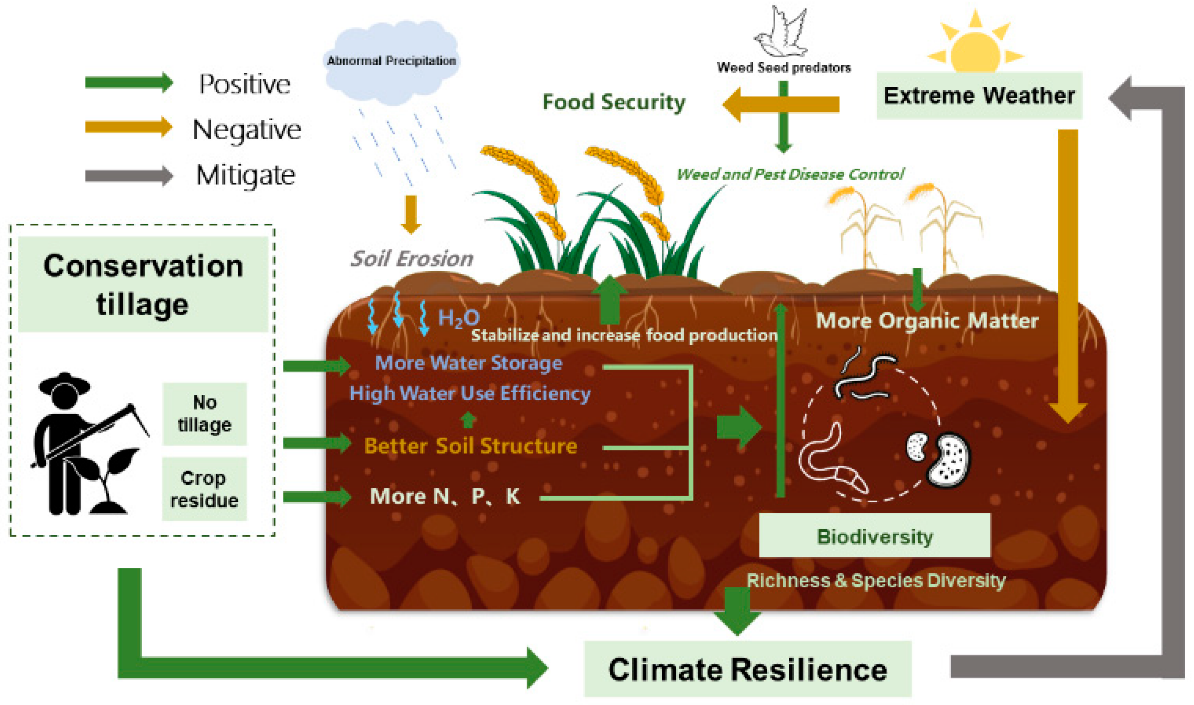 Positive
Negative
Mitigate
Abnormal Precipitation
Weed Seed predators
Food Security
Extreme Weather
Weed and Pest Disease Control
Soil Erosion
Conservation
tillage
No
tillage
Crop
residue
H₂O
Stabilize and increase food production
More Organic Matter
More Water Storage
High Water Use Efficiency
Better Soil Structure
More N、P、K
Biodiversity
Richness & Species Diversity
Climate Resilience